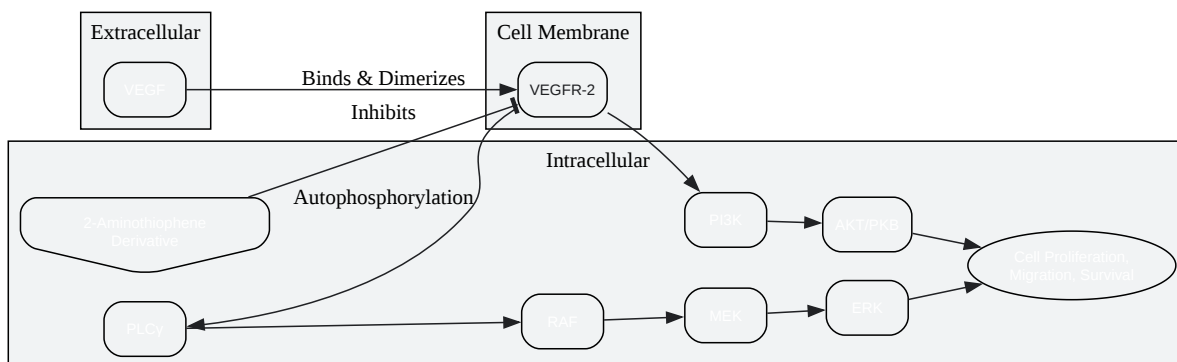 Extracellular
Cell Membrane
VEGF
Binds & Dimerizes
VEGFR-2
Inhibits
Intracellular
Autophosphorylation
2-Aminothiophene
Derivative
PI3K
AKT/PKB
Cell Proliferation,
Migration, Survival
PLCγ
RAF
MEK
ERK